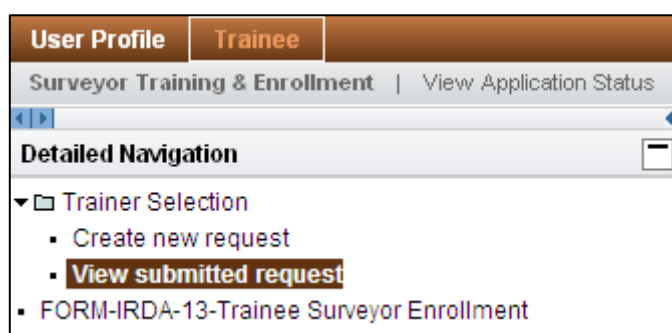 User Profile Trainee
Surveyor Training & Enrollment | View Application Status
Detailed Navigation
Trainer Selection
Create new request
View submitted request
FORM-IRDA-13-Trainee Surveyor Enrollment